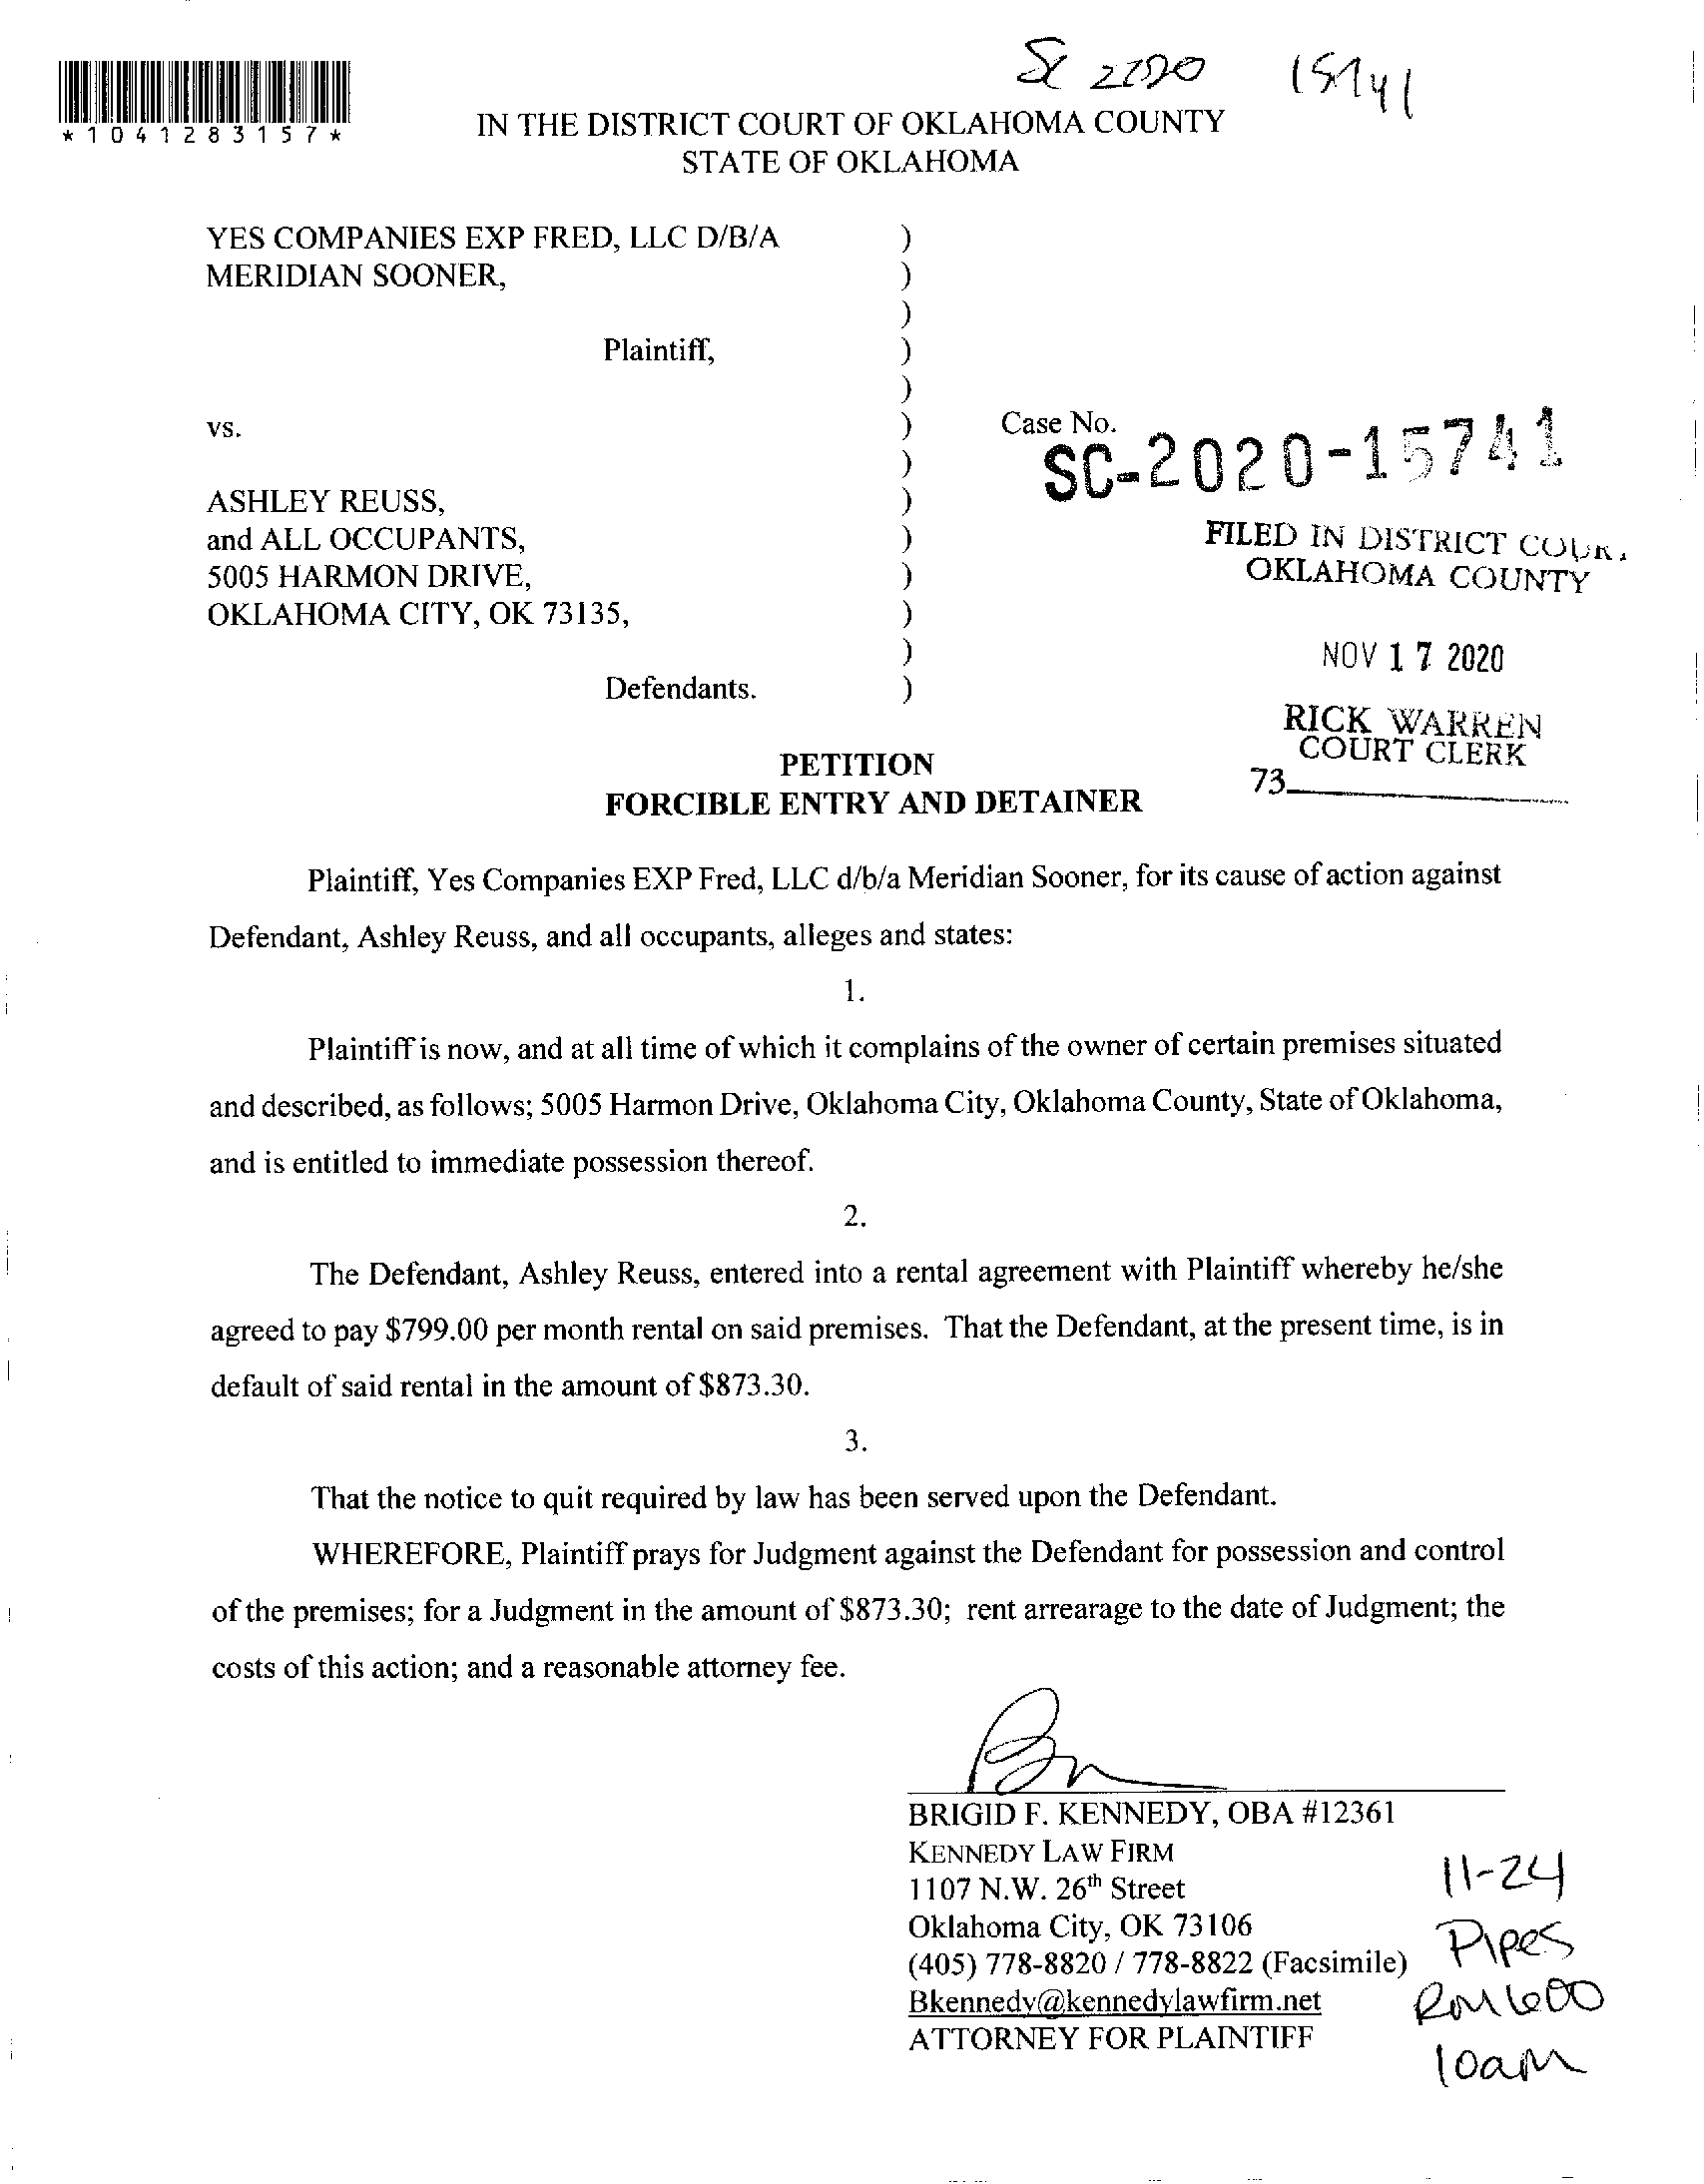 SC 2020 15741
*1041283157*
IN THE DISTRICT COURT OF OKLAHOMA COUNTY
STATE OF OKLAHOMA
YES COMPANIES EXP FRED, LLC D/B/A )
MERIDIAN SOONER, )
)
Plaintiff, )
)
vs. )
)
ASHLEY REUSS, )
and ALL OCCUPANTS, )
5005 HARMON DRIVE, )
OKLAHOMA CITY, OK 73135, )
)
Defendants. )
Case No.
SC-2020-15741
FILED IN DISTRICT COURT
OKLAHOMA COUNTY
NOV 17 2020
RICK WARREN
COURT CLERK
73
PETITION
FORCIBLE ENTRY AND DETAINER
Plaintiff, Yes Companies EXP Fred, LLC d/b/a Meridian Sooner, for its cause of action against
Defendant, Ashley Reuss, and all occupants, alleges and states:
1.
Plaintiff is now, and at all time of which it complains of the owner of certain premises situated
and described, as follows; 5005 Harmon Drive, Oklahoma City, Oklahoma County, State of Oklahoma,
and is entitled to immediate possession thereof.
2.
The Defendant, Ashley Reuss, entered into a rental agreement with Plaintiff whereby he/she
agreed to pay $799.00 per month rental on said premises. That the Defendant, at the present time, is in
default of said rental in the amount of $873.30.
3.
That the notice to quit required by law has been served upon the Defendant.
WHEREFORE, Plaintiff prays for Judgment against the Defendant for possession and control
of the premises; for a Judgment in the amount of $873.30; rent arrearage to the date of Judgment; the
costs of this action; and a reasonable attorney fee.
BRIGID F. KENNEDY, OBA #12361
KENNEDY LAW FIRM
1107 N.W. 26th Street
Oklahoma City, OK 73106
(405) 778-8820 / 778-8822 (Facsimile)
Bkennedy@kennedylawfirm.net
ATTORNEY FOR PLAINTIFF
11-24
Pipes
Rm 600
10am